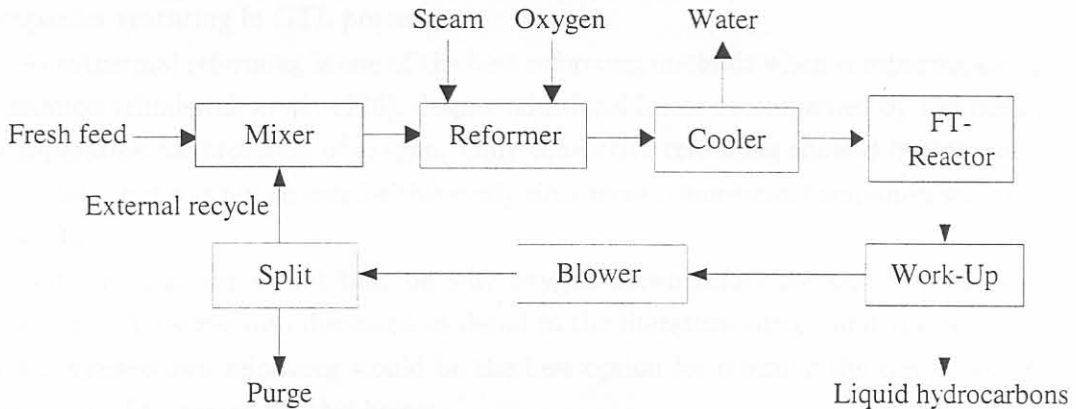 Steam Oxygen Water
Fresh feed Mixer Reformer Cooler FT-
Reactor
External recycle
Split Blower Work-Up
Purge Liquid hydrocarbons